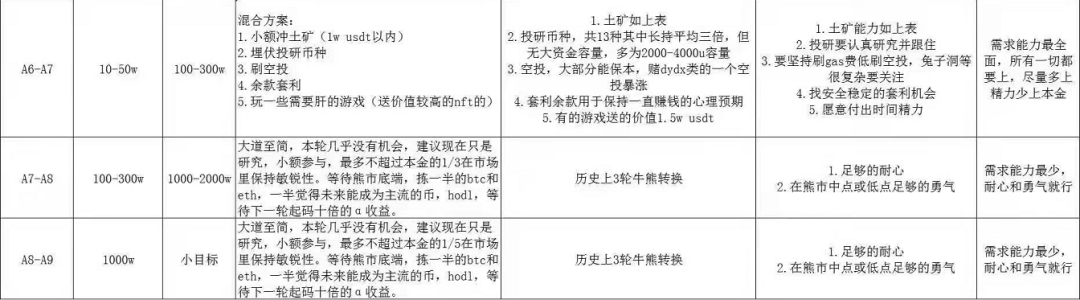 A6-A7
10-50w
100-300w
混合方案：
1.小额冲土矿（1w usdt以内）
2.埋伏投研币种
3.刷空投
4.余款套利
5.玩一些需要肝的游戏（送价值较高的nft的）
1.土矿如上表
2.投研币种，共13种其中长持平均三倍，但
无大资金容量，多为2000-4000u容量
3.空投，大部分能保本，赌dydx类的一个空
投暴涨
4.套利余款用于保持一直赚钱的心理预期
5.有的游戏送的价值1.5w usdt
1.土矿能力如上表
2.投研要认真研究并跟住
3.要坚持刷gas费低刷空投，兔子洞等
很复杂要关注
4.找安全稳定的套利机会
5.愿意付出时间精力
需求能力最全
面，所有一切都
要上，尽量多上
精力少上本金
A7-A8
100-300w
1000-2000w
大道至简，本轮几乎没有机会，建议现在只是
研究，小额参与，最多不超过本金的1/3在市场
里保持敏锐性。等待熊市底端，拣一半的btc和
eth，一半觉得未来能成为主流的币，hodl，等
待下一轮起码十倍的α收益。
历史上3轮牛熊转换
1.足够的耐心
2.在熊市中点或低点足够的勇气
需求能力最少，
耐心和勇气就行
A8-A9
1000w
小目标
大道至简，本轮几乎没有机会，建议现在只是
研究，小额参与，最多不超过本金的1/5在市场
里保持敏锐性。等待熊市底端，拣一半的btc和
eth，一半觉得未来能成为主流的币，hodl，等
待下一轮起码十倍的α收益。
历史上3轮牛熊转换
1.足够的耐心
2.在熊市中点或低点足够的勇气
需求能力最少，
耐心和勇气就行